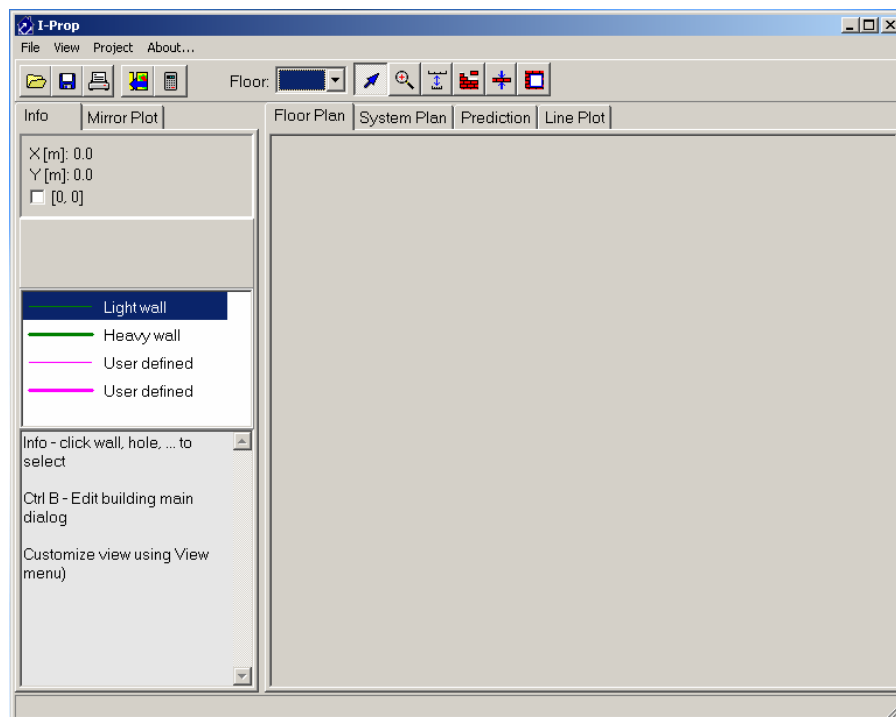 I-Prop
File View Project About...
Floor:
Info Mirror Plot
Floor Plan System Plan Prediction Line Plot
X [m]: 0.0
Y [m]: 0.0
[0, 0]
Light wall
Heavy wall
User defined
User defined
Info - click wall, hole, ... to
select
Ctrl B - Edit building main
dialog
Customize view using View
menu)